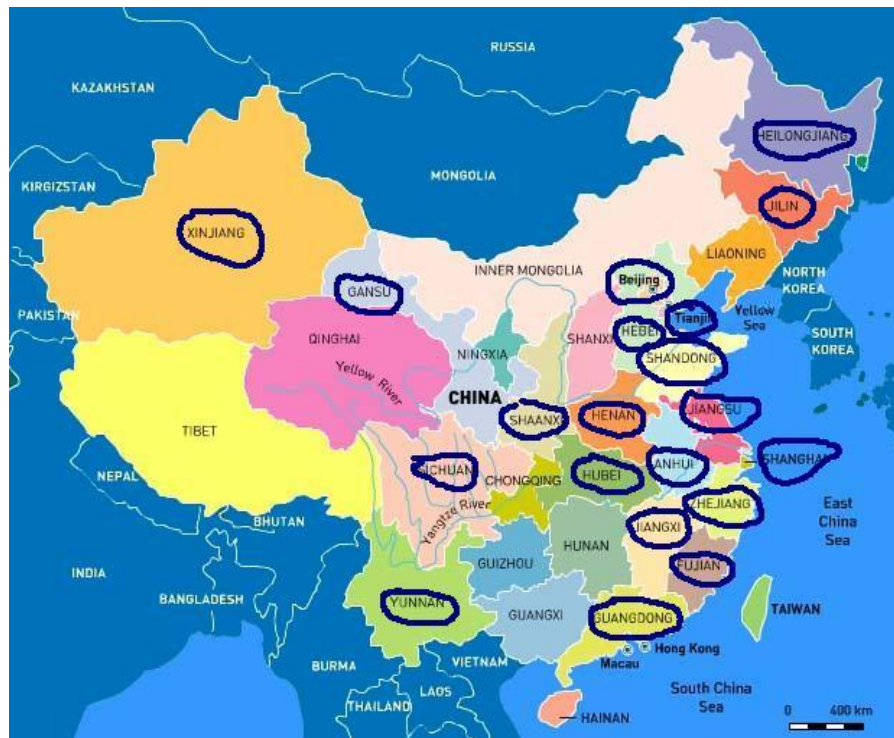 RUSSIA
KAZAKHSTAN
HEILONGJIANG
MONGOLIA
KIRGIZSTAN
JILIN
XINJIANG
LIAONING
INNER MONGOLIA
Beijing
NORTH
KOREA
GANSU
PAKISTAN
Tianjin
Yellow
Sea
HEBEI
SHANXI
QINGHAI
SOUTH
KOREA
NINGXIA
SHANDONG
Yellow River
CHINA
JIANGSU
SHAANXI
HENAN
TIBET
SHANGHAI
ANHUI
SICHUAN
HUBEI
CHONGQING
NEPAL
ZHEJIANG
East
China
Sea
Yangtze River
BHUTAN
JIANGXI
HUNAN
GUIZHOU
FUJIAN
INDIA
BANGLADESH
YUNNAN
TAIWAN
GUANGXI
GUANGDONG
Hong Kong
Macau
BURMA
VIETNAM
LAOS
South China
Sea
THAILAND
0 400 km
HAINAN